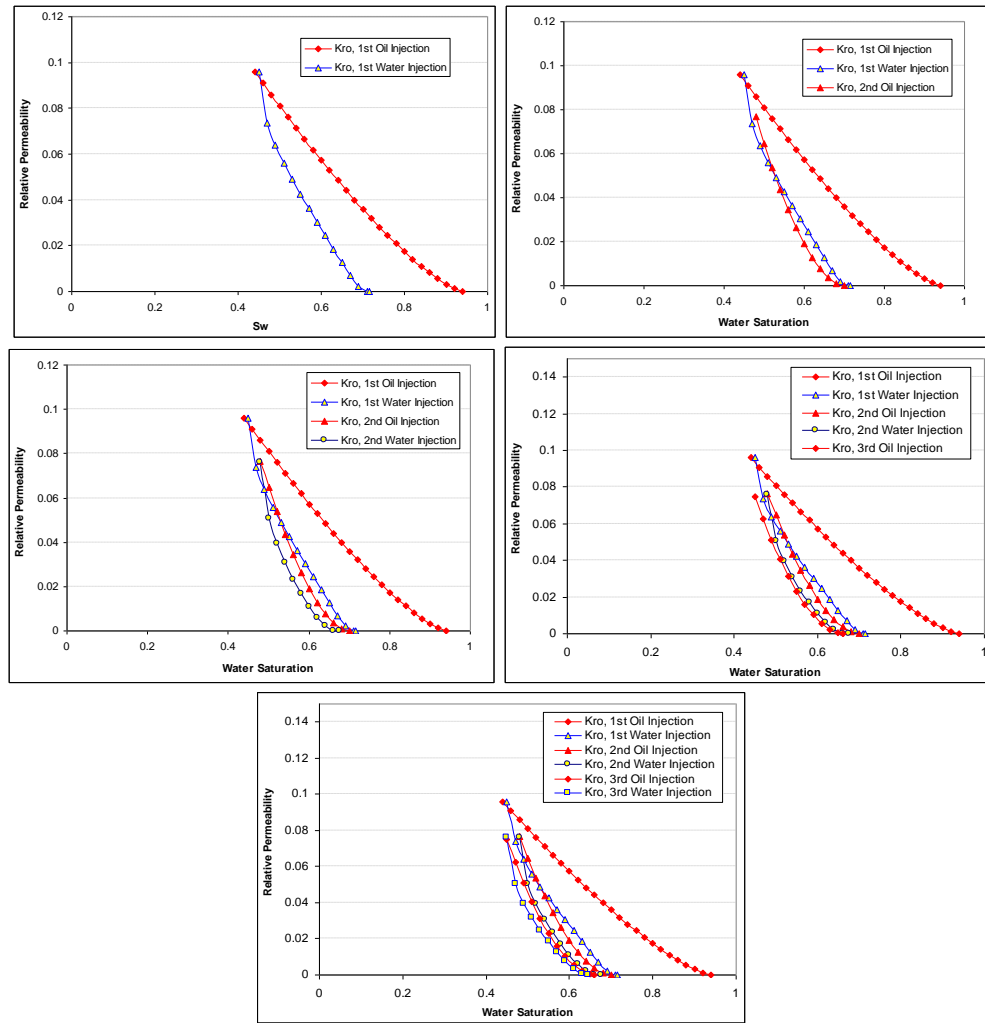 0.12
0.1
0.08
0.06
0.04
0.02
0
0
0.2
0.4
0.6
0.8
1
Relative Permeability
Sw
Kro, 1st Oil Injection
Kro, 1st Water Injection
0.12
0.1
0.08
0.06
0.04
0.02
0
0
0.2
0.4
0.6
0.8
1
Relative Permeability
Water Saturation
Kro, 1st Oil Injection
Kro, 1st Water Injection
Kro, 2nd Oil Injection
0.12
0.1
0.08
0.06
0.04
0.02
0
0
0.2
0.4
0.6
0.8
1
Relative Permeability
Water Saturation
Kro, 1st Oil Injection
Kro, 1st Water Injection
Kro, 2nd Oil Injection
Kro, 2nd Water Injection
0.14
0.12
0.1
0.08
0.06
0.04
0.02
0
0
0.2
0.4
0.6
0.8
1
Relative Permeability
Water Saturation
Kro, 1st Oil Injection
Kro, 1st Water Injection
Kro, 2nd Oil Injection
Kro, 2nd Water Injection
Kro, 3rd Oil Injection
0.14
0.12
0.1
0.08
0.06
0.04
0.02
0
0
0.2
0.4
0.6
0.8
1
Relative Permeability
Water Saturation
Kro, 1st Oil Injection
Kro, 1st Water Injection
Kro, 2nd Oil Injection
Kro, 2nd Water Injection
Kro, 3rd Oil Injection
Kro, 3rd Water Injection